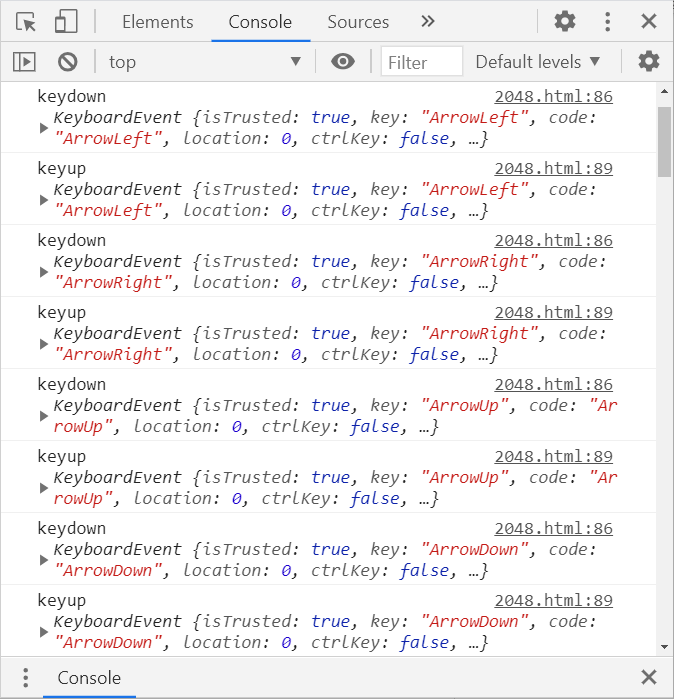 Elements Console Sources
top Filter Default levels
keydown 2048.html:86
KeyboardEvent {isTrusted: true, key: "ArrowLeft", code:
"ArrowLeft", location: 0, ctrlKey: false, …}
keyup 2048.html:89
KeyboardEvent {isTrusted: true, key: "ArrowLeft", code:
"ArrowLeft", location: 0, ctrlKey: false, …}
keydown 2048.html:86
KeyboardEvent {isTrusted: true, key: "ArrowRight", code:
"ArrowRight", location: 0, ctrlKey: false, …}
keyup 2048.html:89
KeyboardEvent {isTrusted: true, key: "ArrowRight", code:
"ArrowRight", location: 0, ctrlKey: false, …}
keydown 2048.html:86
KeyboardEvent {isTrusted: true, key: "ArrowUp", code: "Ar
rowUp", location: 0, ctrlKey: false, …}
keyup 2048.html:89
KeyboardEvent {isTrusted: true, key: "ArrowUp", code: "Ar
rowUp", location: 0, ctrlKey: false, …}
keydown 2048.html:86
KeyboardEvent {isTrusted: true, key: "ArrowDown", code:
"ArrowDown", location: 0, ctrlKey: false, …}
keyup 2048.html:89
KeyboardEvent {isTrusted: true, key: "ArrowDown", code:
"ArrowDown", location: 0, ctrlKey: false, …}
Console